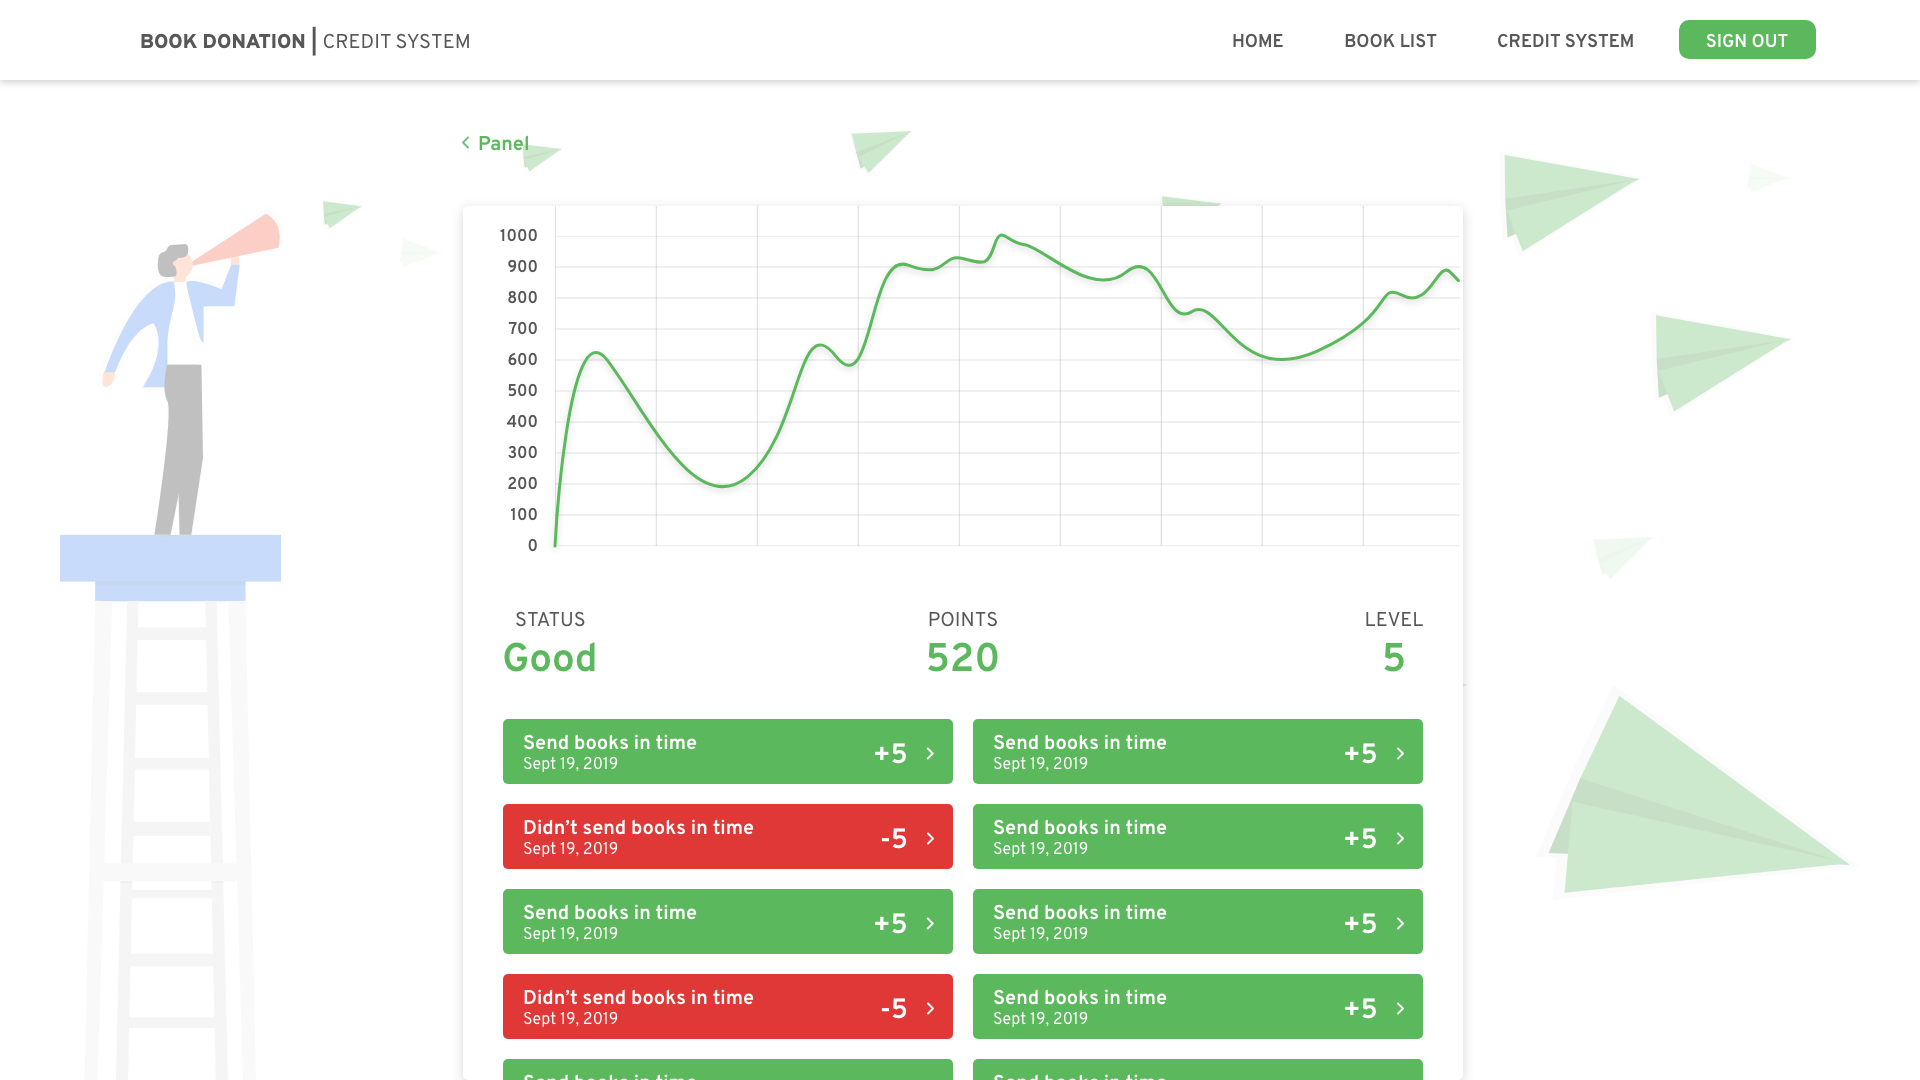 BOOK DONATION | CREDIT SYSTEM
HOME
BOOK LIST
CREDIT SYSTEM
SIGN OUT
Panel
1000
900
800
700
600
500
400
300
200
100
0
STATUS
Good
POINTS
520
LEVEL
5
Send books in time
Sept 19, 2019
+5
Send books in time
Sept 19, 2019
+5
Didn’t send books in time
Sept 19, 2019
-5
Send books in time
Sept 19, 2019
+5
Send books in time
Sept 19, 2019
+5
Send books in time
Sept 19, 2019
+5
Didn’t send books in time
Sept 19, 2019
-5
Send books in time
Sept 19, 2019
+5